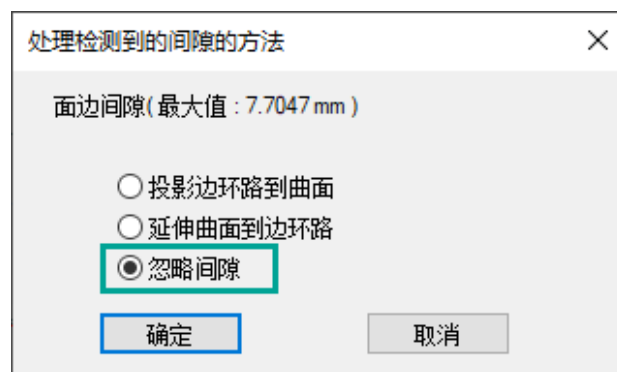 处理检测到的间隙的方法
面边间隙(最大值：7.7047 mm)
投影边环路到曲面
延伸曲面到边环路
忽略间隙
确定 取消